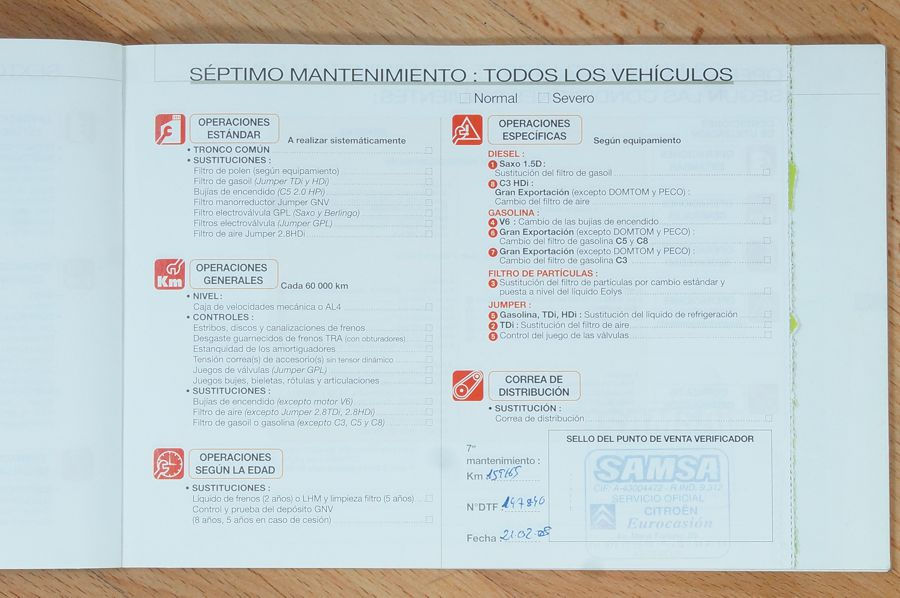 SÉPTIMO MANTENIMIENTO : TODOS LOS VEHÍCULOS
Normal Severo
OPERACIONES
ESTÁNDAR
A realizar sistemáticamente
• TRONCO COMÚN
• SUSTITUCIONES :
Filtro de polen (según equipamiento)
Filtro de gasoil (Jumper TDi y HDi)
Bujías de encendido (C5 2.0 HPi)
Filtro manorreductor Jumper GNV
Filtro electroválvula GPL (Saxo y Berlingo)
Filtros electroválvula (Jumper GPL)
Filtro de aire Jumper 2.8HDi
Km
OPERACIONES
GENERALES
Cada 60 000 km
• NIVEL :
Caja de velocidades mecánica o AL4
• CONTROLES :
Estribos, discos y canalizaciones de frenos
Desgaste guarnecidos de frenos TRA (con obturadores)
Estanquidad de los amortiguadores
Tensión correa(s) de accesorio(s) sin tensor dinámico
Juegos de válvulas (Jumper GPL)
Juegos bujes, bieletas, rótulas y articulaciones
• SUSTITUCIONES :
Bujías de encendido (excepto motor V6)
Filtro de aire (excepto Jumper 2.8TDi, 2.8HDi)
Filtro de gasoil o gasolina (excepto C3, C5 y C8)
OPERACIONES
SEGÚN LA EDAD
• SUSTITUCIONES :
Líquido de frenos (2 años) o LHM y limpieza filtro (5 años)
Control y prueba del depósito GNV
(8 años, 5 años en caso de cesión)
OPERACIONES
ESPECÍFICAS
Según equipamiento
DIESEL :
1 Saxo 1.5D :
Sustitución del filtro de gasoil
8 C3 HDi :
Gran Exportación (excepto DOMTOM y PECO) :
Cambio del filtro de aire
GASOLINA :
4 V6 : Cambio de las bujías de encendido
6 Gran Exportación (excepto DOMTOM y PECO) :
Cambio del filtro de gasolina C5 y C8
7 Gran Exportación (excepto DOMTOM y PECO) :
Cambio del filtro de gasolina C3
FILTRO DE PARTÍCULAS :
3 Sustitución del filtro de partículas por cambio estándar y
puesta a nivel del líquido Eolys
JUMPER :
5 Gasolina, TDi, HDi : Sustitución del líquido de refrigeración
2 TDi : Sustitución del filtro de aire
5 Control del juego de las válvulas
CORREA DE
DISTRIBUCIÓN
• SUSTITUCIÓN :
Correa de distribución
7º
mantenimiento :
Km 159165
N°DTF 147840
Fecha : 21.02.08
SELLO DEL PUNTO DE VENTA VERIFICADOR
SAMSA
SERVICIO OFICIAL
CITROËN
Eurocasión